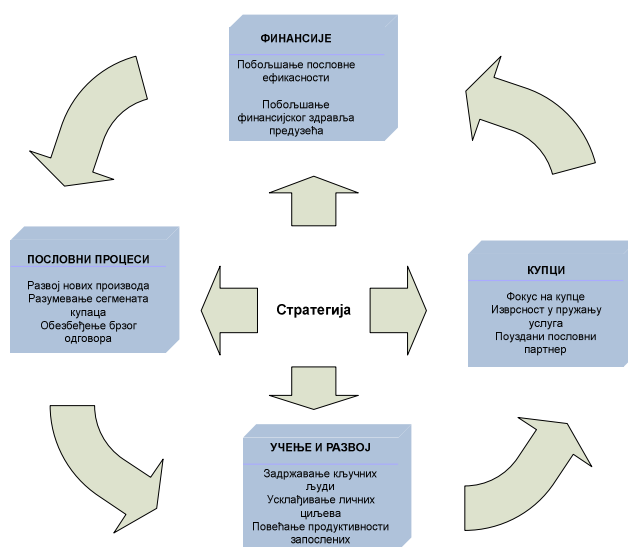 ФИНАНСИЈЕ
Побољшање пословне
ефикасности
Побољшање
финансијског здравља
предузећа
ПОСЛОВНИ ПРОЦЕСИ
Развој нових производа
Разумевање сегмената
купаца
Обезбеђење брзог
одговора
Стратегија
КУПЦИ
Фокус на купце
Изврсност у пружању
услуга
Поуздани пословни
партнер
УЧЕЊЕ И РАЗВОЈ
Задржавање кључних
људи
Усклађивање личних
циљева
Повећање продуктивности
запослених